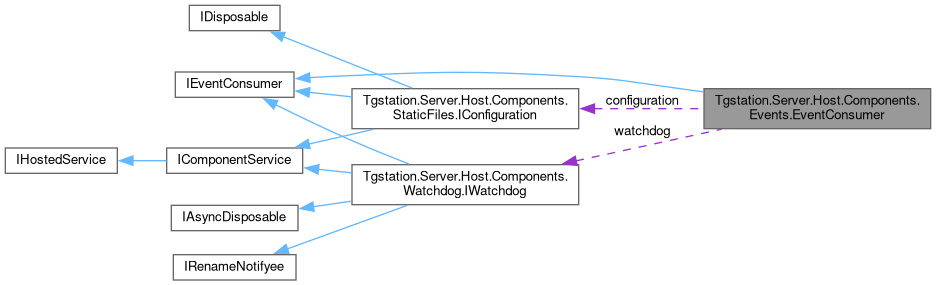 IDisposable
IEventConsumer
Tgstation.Server.Host.Components.
StaticFiles.IConfiguration
configuration
Tgstation.Server.Host.Components.
Events.EventConsumer
watchdog
IHostedService
IComponentService
Tgstation.Server.Host.Components.
Watchdog.IWatchdog
IAsyncDisposable
IRenameNotifyee